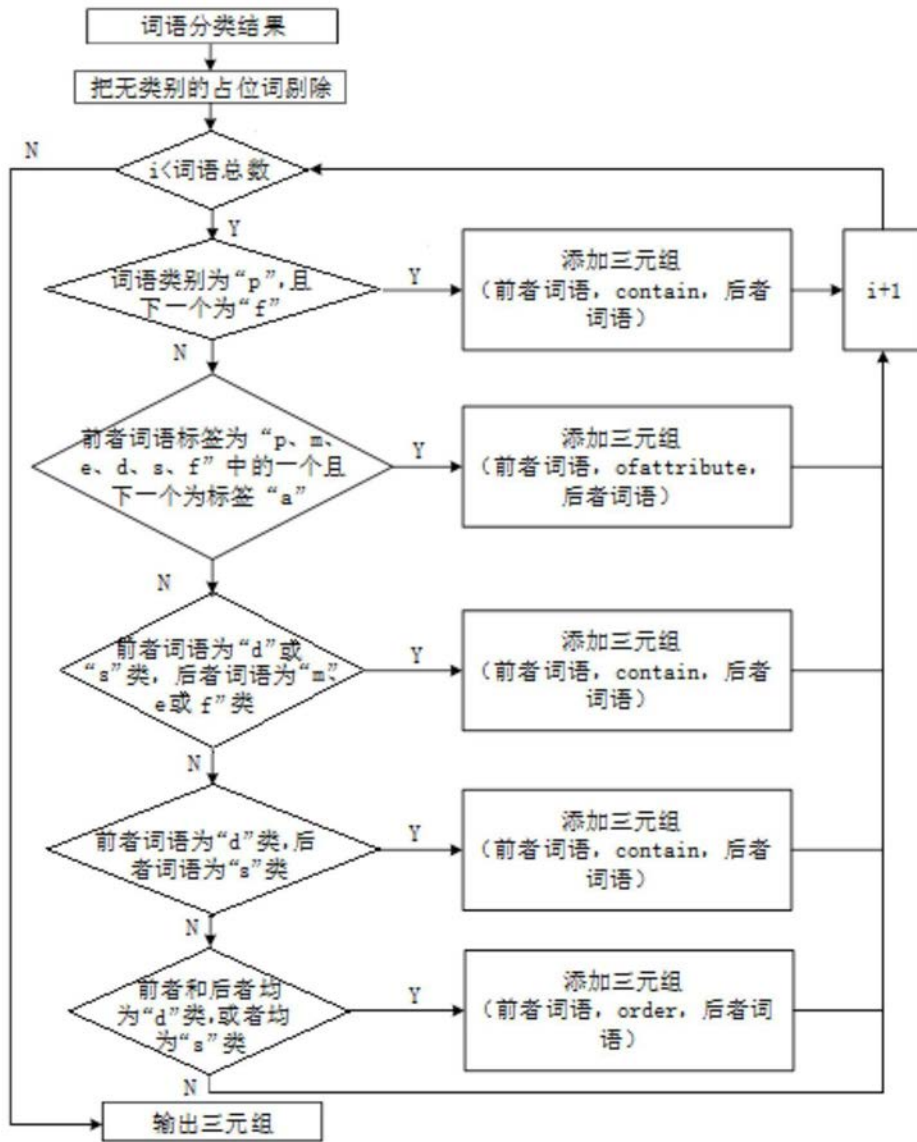 词语分类结果
把无类别的占位词剔除
N
i<词语总数
Y
词语类别为“p”，且
下一个为“f”
Y
添加三元组
（前者词语，contain，后者
词语）
i+1
N
前者词语标签为“p、m、
e、d、s、f”中的一个且
下一个为标签“a”
Y
添加三元组
（前者词语，ofattribute，
后者词语）
N
前者词语为“d”或
“s”类，后者词语为“m、
e或f”类
Y
添加三元组
（前者词语，contain，后者
词语）
N
前者词语为“d”类，后
者词语为“s”类
Y
添加三元组
（前者词语，contain，后者
词语）
N
前者和后者均
为“d”类，或者均
为“s”类
Y
添加三元组
（前者词语，order，后者词
语）
N
输出三元组